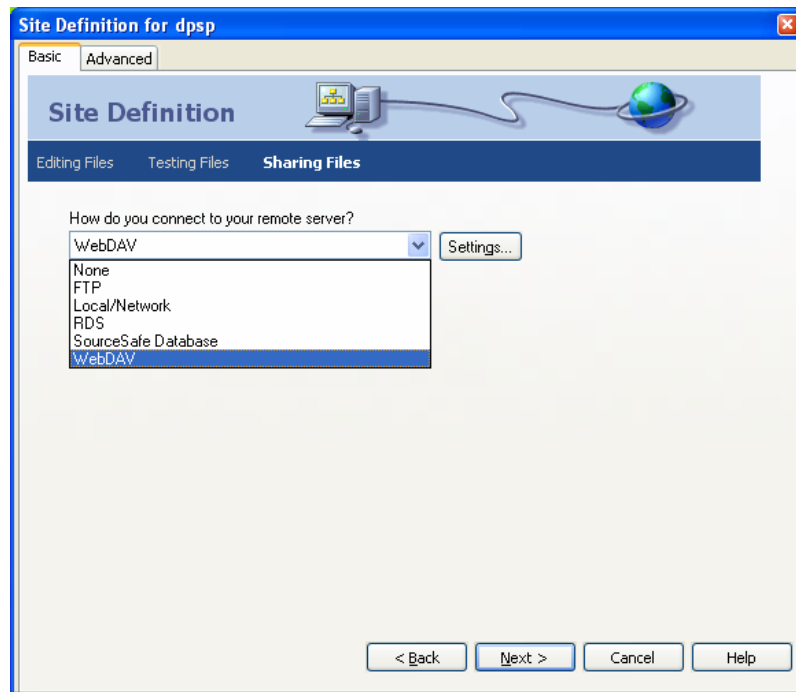 Site Definition for dpsp
Basic Advanced
Site Definition
Editing Files Testing Files Sharing Files
How do you connect to your remote server?
WebDAV Settings...
None
FTP
Local/Network
RDS
SourceSafe Database
WebDAV
< Back Next > Cancel Help